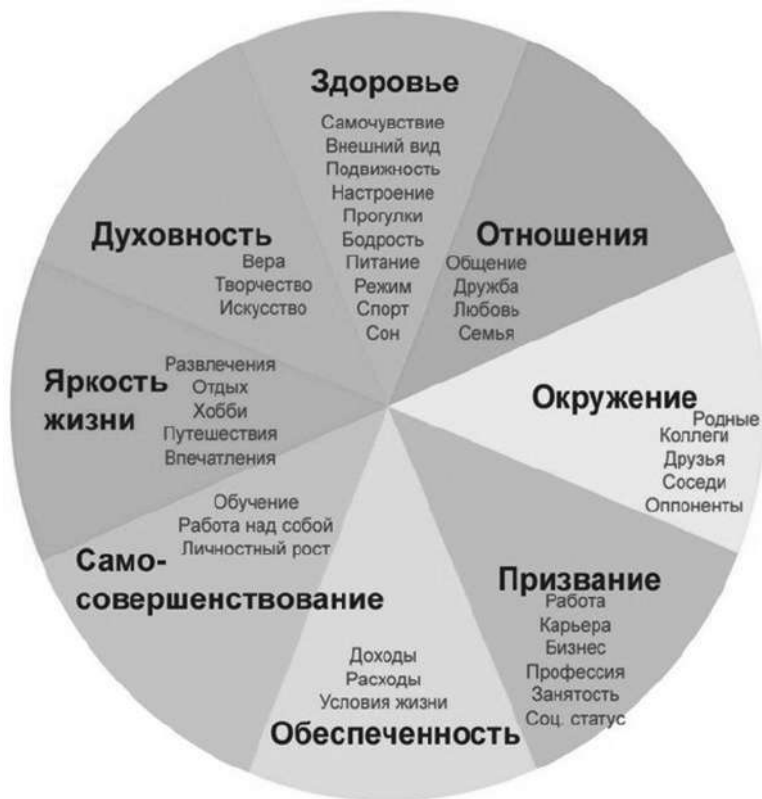 Здоровье
Самочувствие
Внешний вид
Подвижность
Настроение
Прогулки
Бодрость
Питание
Режим
Спорт
Сон
Отношения
Общение
Дружба
Любовь
Семья
Окружение
Родные
Коллеги
Друзья
Соседи
Оппоненты
Призвание
Работа
Карьера
Бизнес
Профессия
Занятость
Соц. статус
Доходы
Расходы
Условия жизни
Обеспеченность
Обучение
Работа над собой
Личностный рост
Само-
совершенствование
Яркость
жизни
Развлечения
Отдых
Хобби
Путешествия
Впечатления
Духовность
Вера
Творчество
Искусство